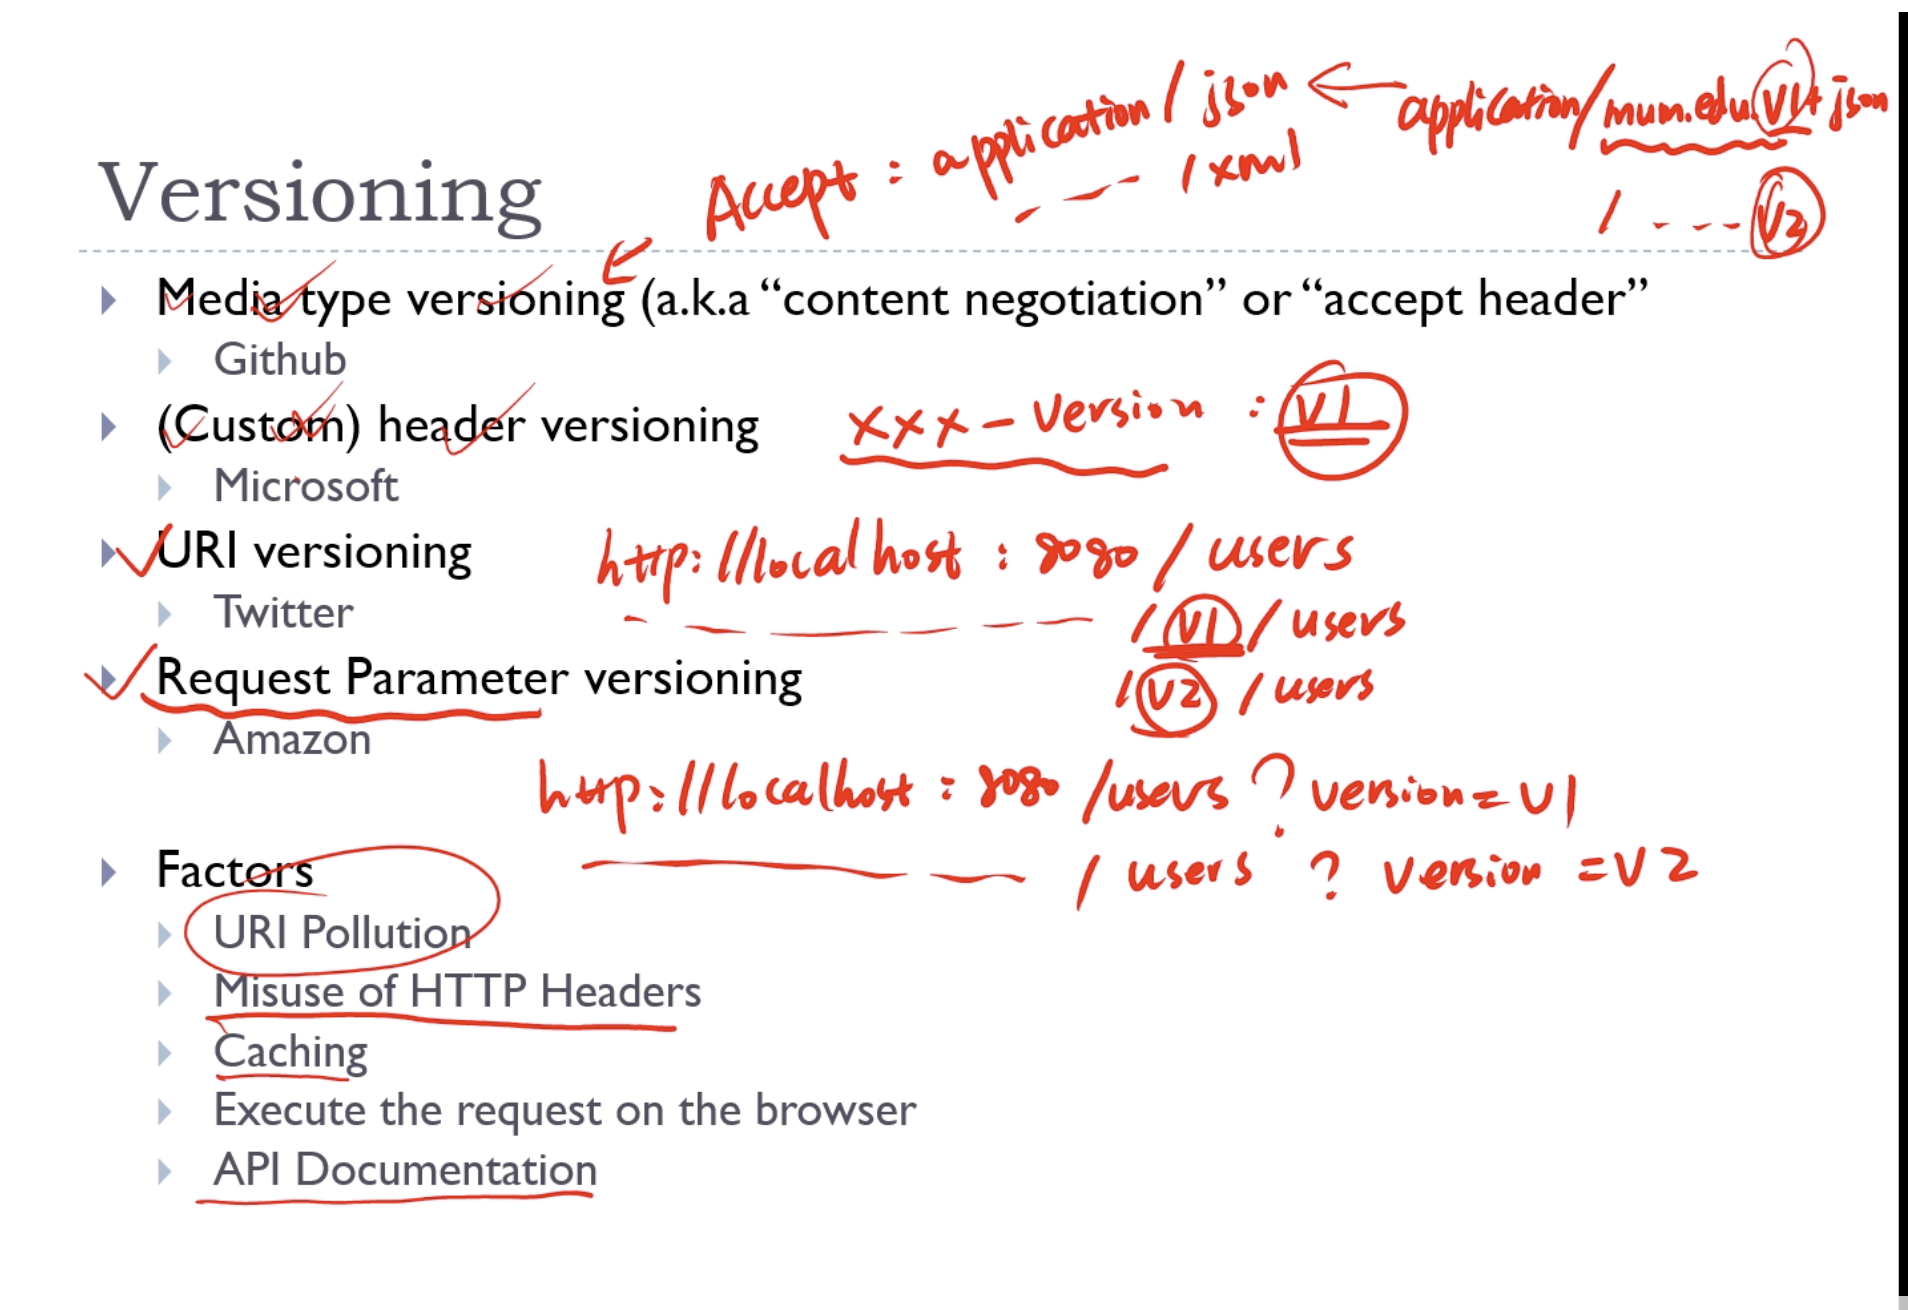 Accept : application / json ← application/mum.edu.v1+json
/ xml
/ --- v2
Versioning
Media type versioning (a.k.a “content negotiation” or “accept header”
Github
(Custom) header versioning
xxx-version : v1
Microsoft
URI versioning
http://localhost : 8080 / users
Twitter
/ v1 / users
Request Parameter versioning
/ v2 / users
Amazon
http://localhost : 8080 /users ? version=v1
/ users ? version =v2
Factors
URI Pollution
Misuse of HTTP Headers
Caching
Execute the request on the browser
API Documentation